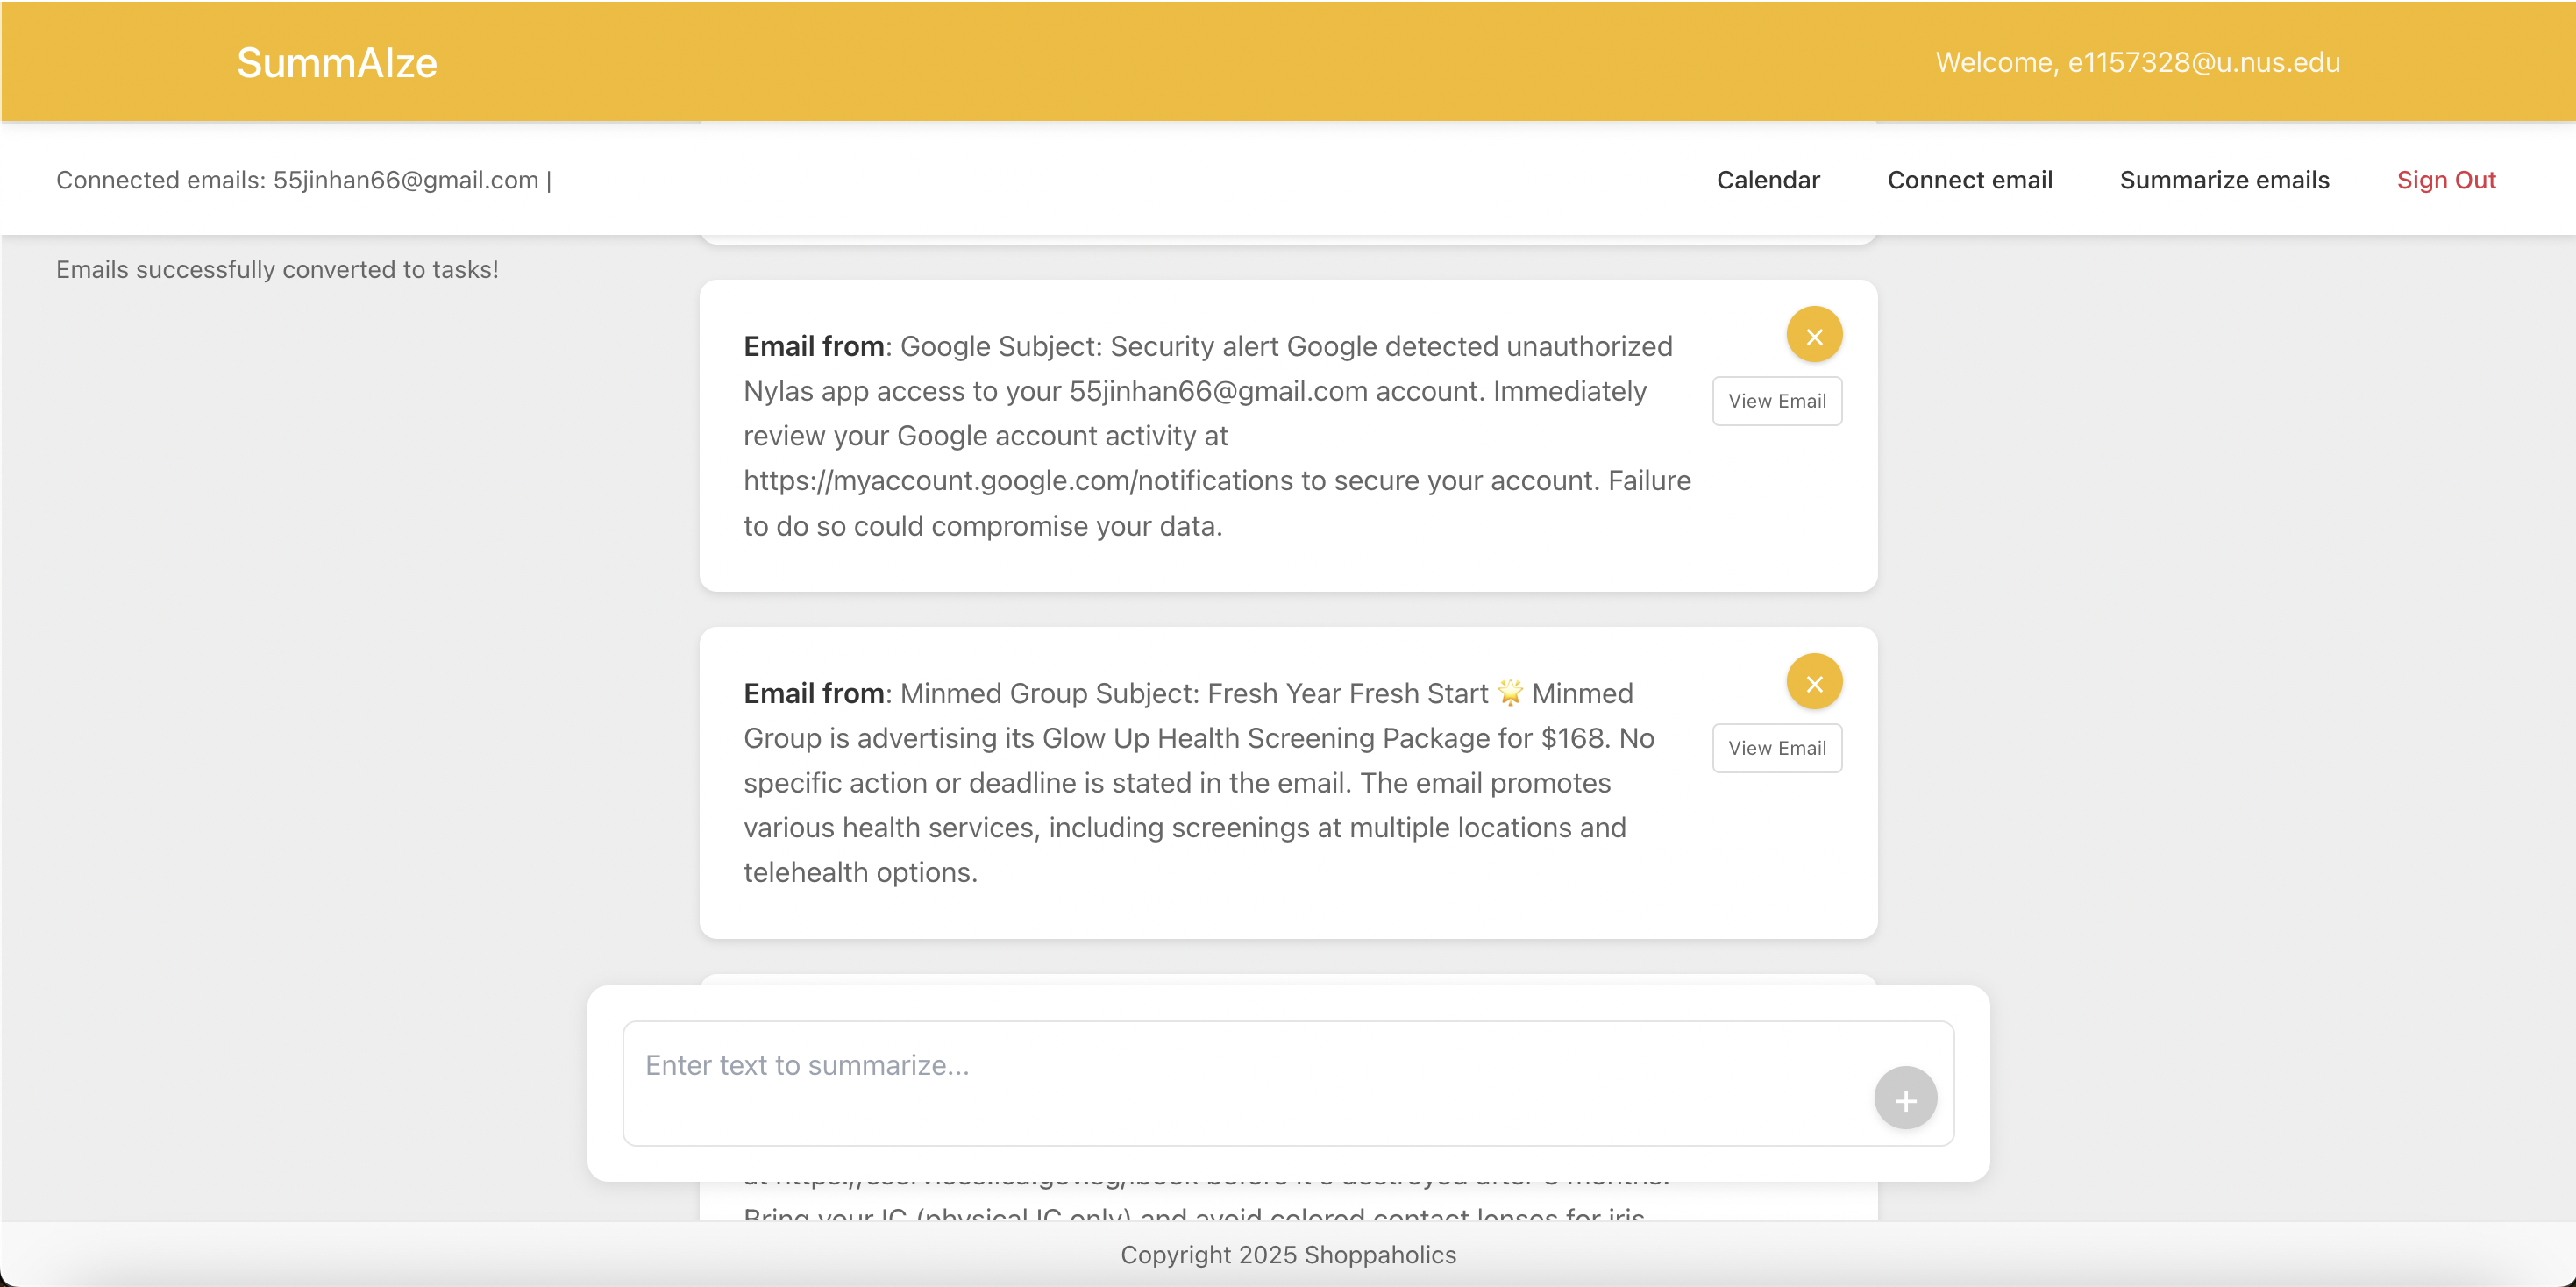 SummAIze
Welcome, e1157328@u.nus.edu
Connected emails: 55jinhan66@gmail.com |
Calendar
Connect email
Summarize emails
Sign Out
Emails successfully converted to tasks!
Email from: Google Subject: Security alert Google detected unauthorized
Nylas app access to your 55jinhan66@gmail.com account. Immediately
review your Google account activity at
https://myaccount.google.com/notifications to secure your account. Failure
to do so could compromise your data.
View Email
Email from: Minmed Group Subject: Fresh Year Fresh Start 🌟 Minmed
Group is advertising its Glow Up Health Screening Package for $168. No
specific action or deadline is stated in the email. The email promotes
various health services, including screenings at multiple locations and
telehealth options.
View Email
Enter text to summarize...
Bring your IC (physical IC only) and avoid colored contact lenses for iris
Copyright 2025 Shoppaholics